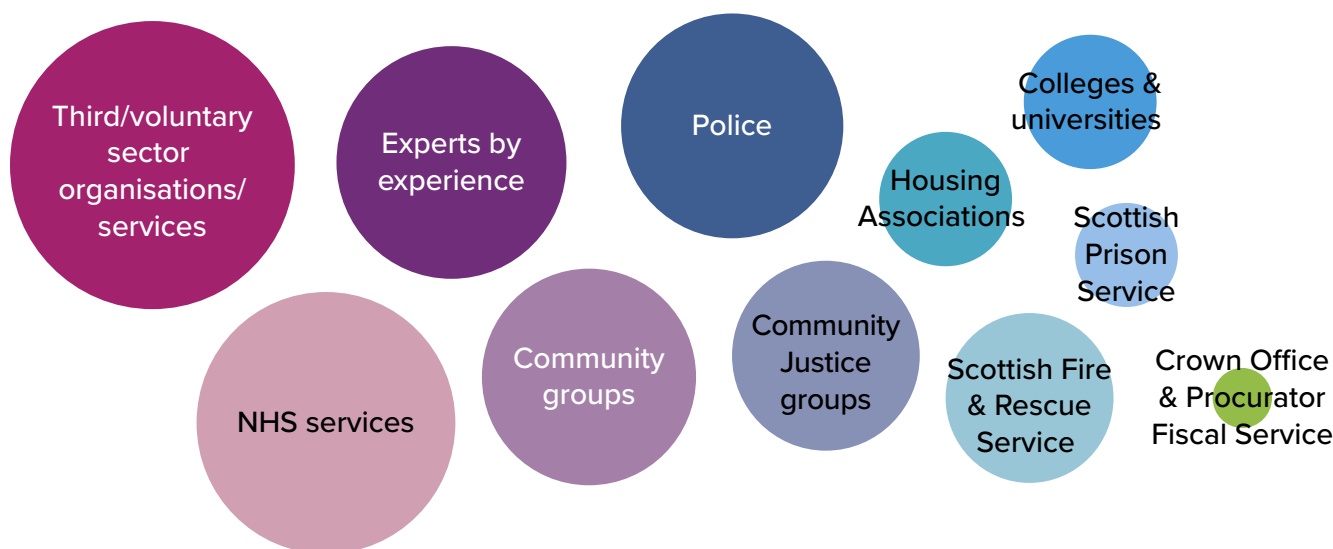 Third/voluntary
sector
organisations/
services
Experts by
experience
Police
Colleges &
universities
Housing
Associations
Scottish
Prison
Service
NHS services
Community
groups
Community
Justice
groups
Scottish Fire
& Rescue
Service
Crown Office
& Procurator
Fiscal Service